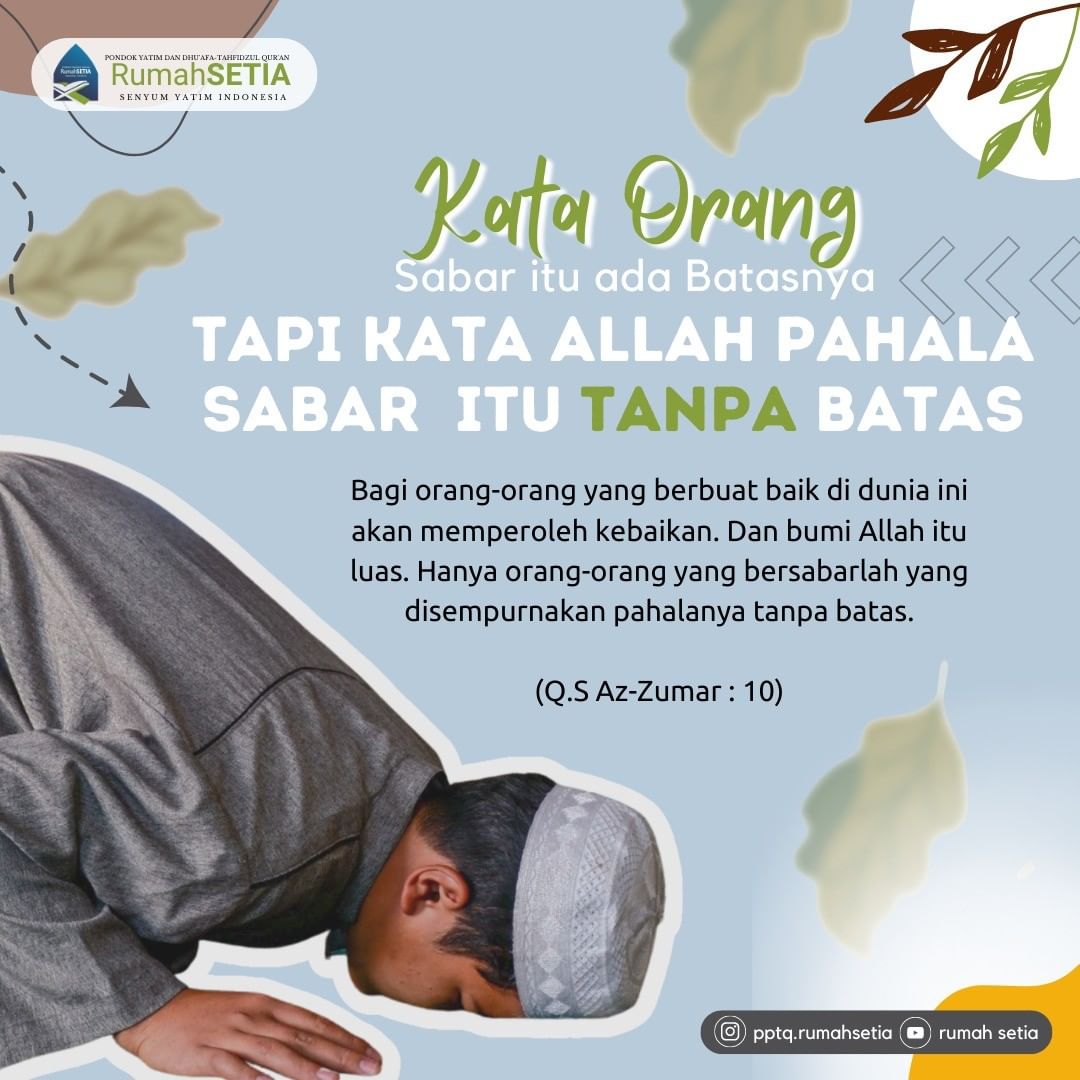 PONDOK YATIM DAN DHU'AFA-TAHFIDZUL QUR'AN
RumahSETIA
SENYUM YATIM INDONESIA
Kata Orang
Sabar itu ada Batasnya
TAPI KATA ALLAH PAHALA
SABAR ITU TANPA BATAS
Bagi orang-orang yang berbuat baik di dunia ini
akan memperoleh kebaikan. Dan bumi Allah itu
luas. Hanya orang-orang yang bersabarlah yang
disempurnakan pahalanya tanpa batas.
(Q.S Az-Zumar : 10)
pptq.rumahsetia rumah setia